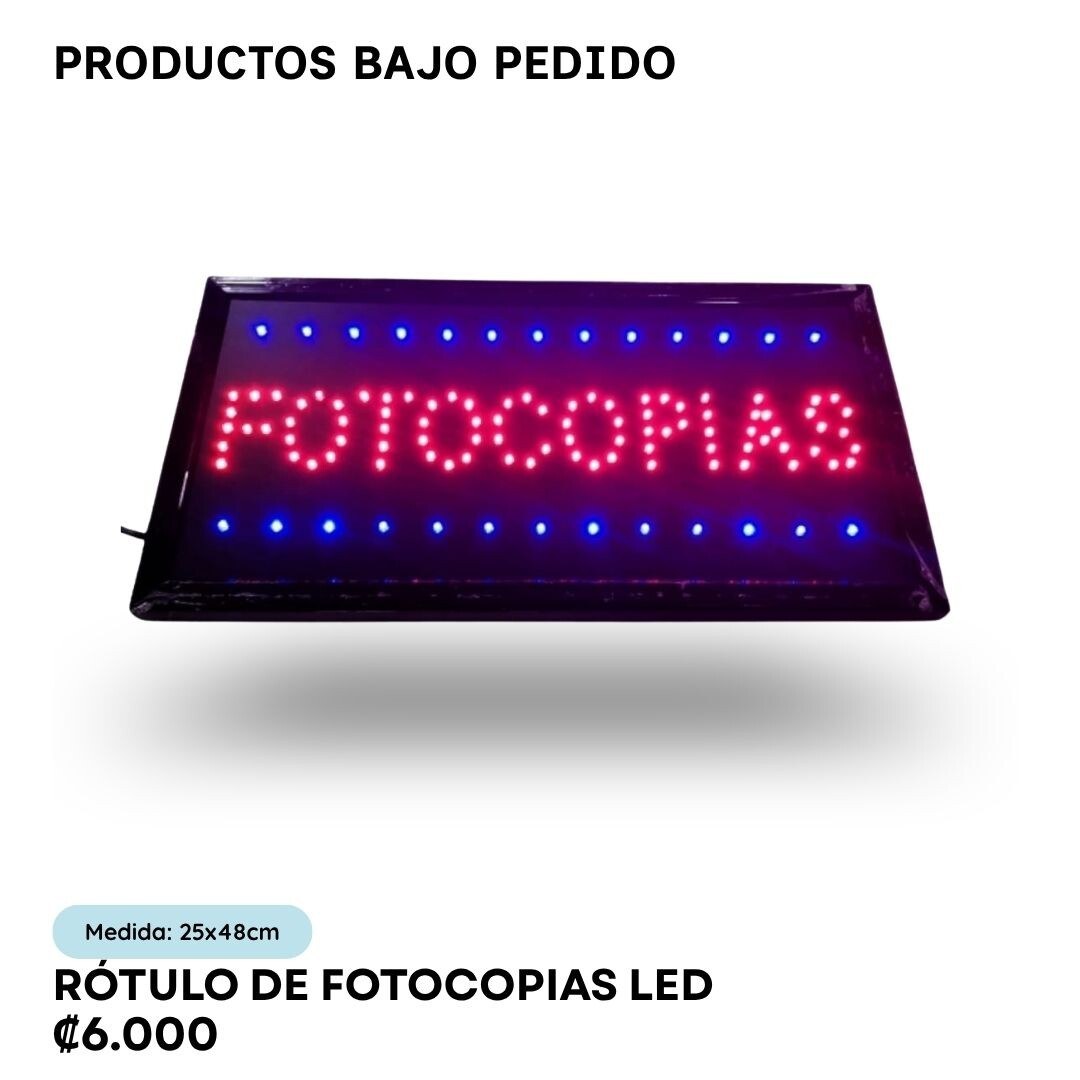 PRODUCTOS BAJO PEDIDO
FOTOCOPIAS
Medida: 25x48cm
RÓTULO DE FOTOCOPIAS LED
₡6.000